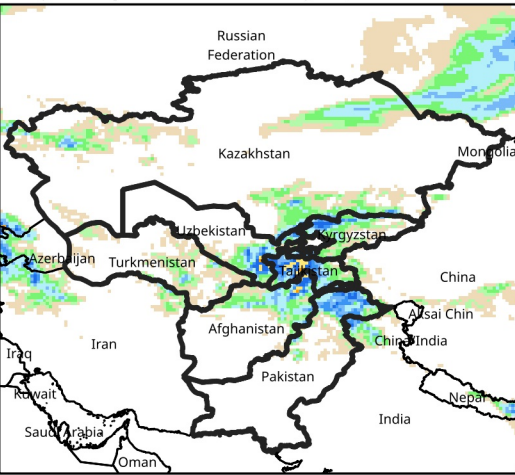 Russian
Federation
Kazakhstan
Mongolia
Uzbekistan
Kyrgyzstan
Azerbaijan
Turkmenistan
Tajikistan
China
Aksai Chin
Iran
Afghanistan
China/India
Iraq
Pakistan
Kuwait
Nepal
Saudi Arabia
India
Oman